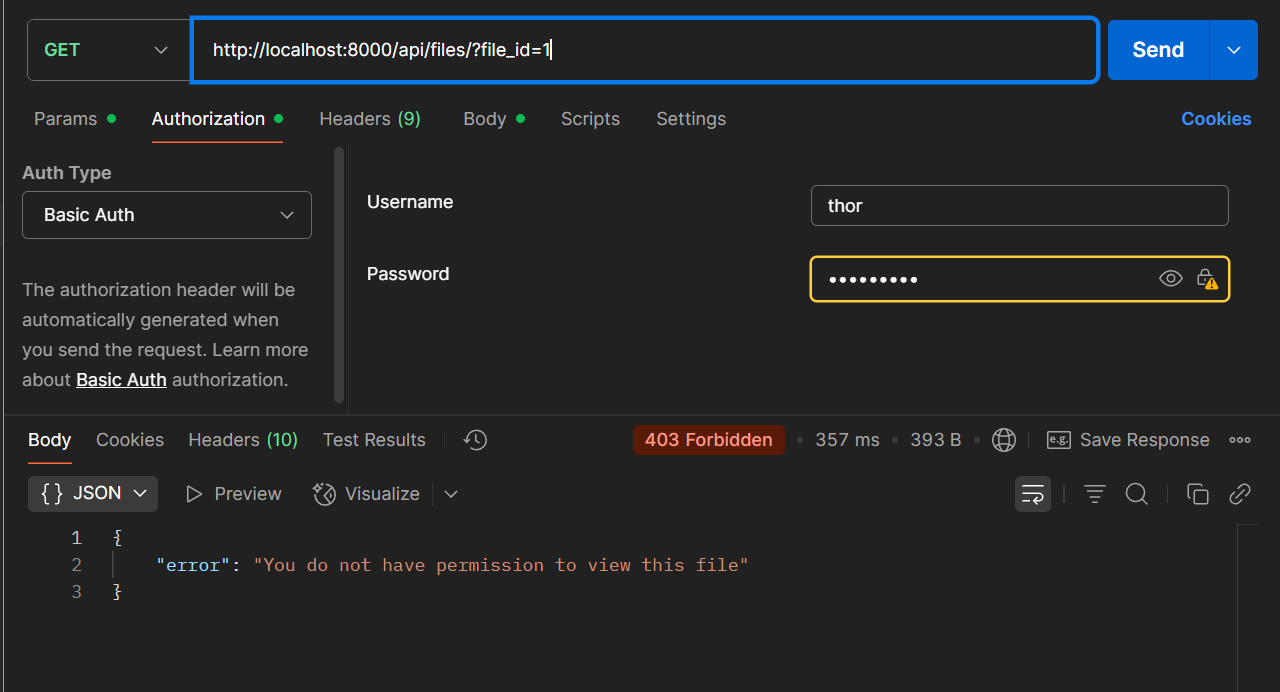 GET http://localhost:8000/api/files/?file_id=1 Send
Params Authorization Headers (9) Body Scripts Settings Cookies
Auth Type
Basic Auth
The authorization header will be
automatically generated when
you send the request. Learn more
about Basic Auth authorization.
Username thor
Password
Body Cookies Headers (10) Test Results 403 Forbidden 357 ms 393 B e.g. Save Response
{} JSON Preview Visualize
1 {
2 "error": "You do not have permission to view this file"
3 }